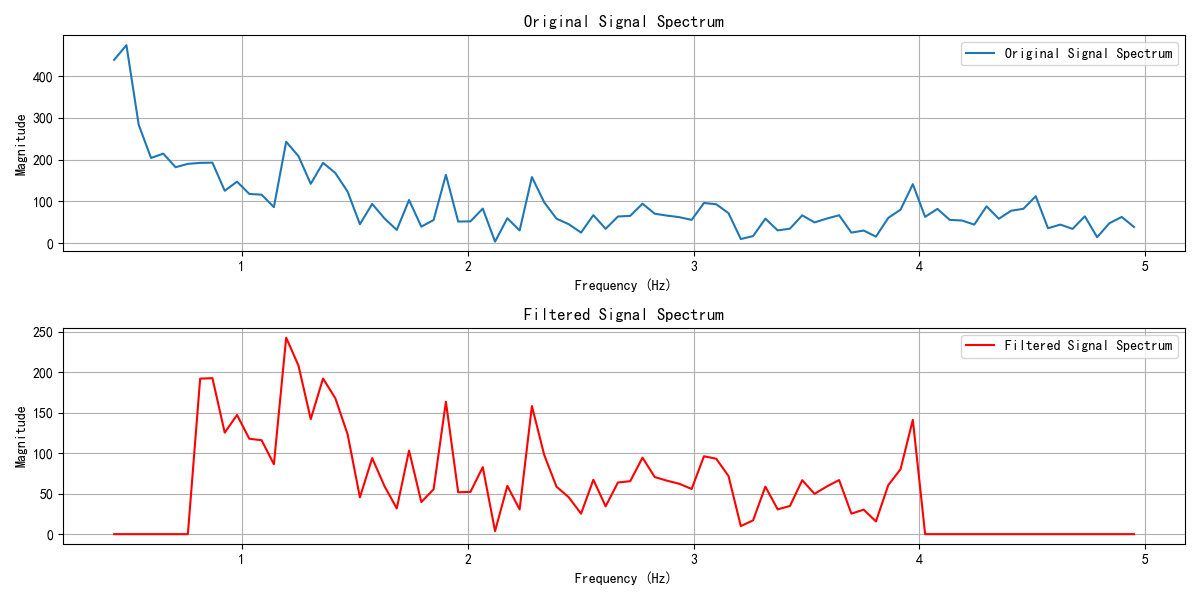 Original Signal Spectrum
Original Signal Spectrum
Magnitude
400
300
200
100
0
1 2 3 4 5
Frequency (Hz)
Filtered Signal Spectrum
Filtered Signal Spectrum
Magnitude
250
200
150
100
50
0
1 2 3 4 5
Frequency (Hz)